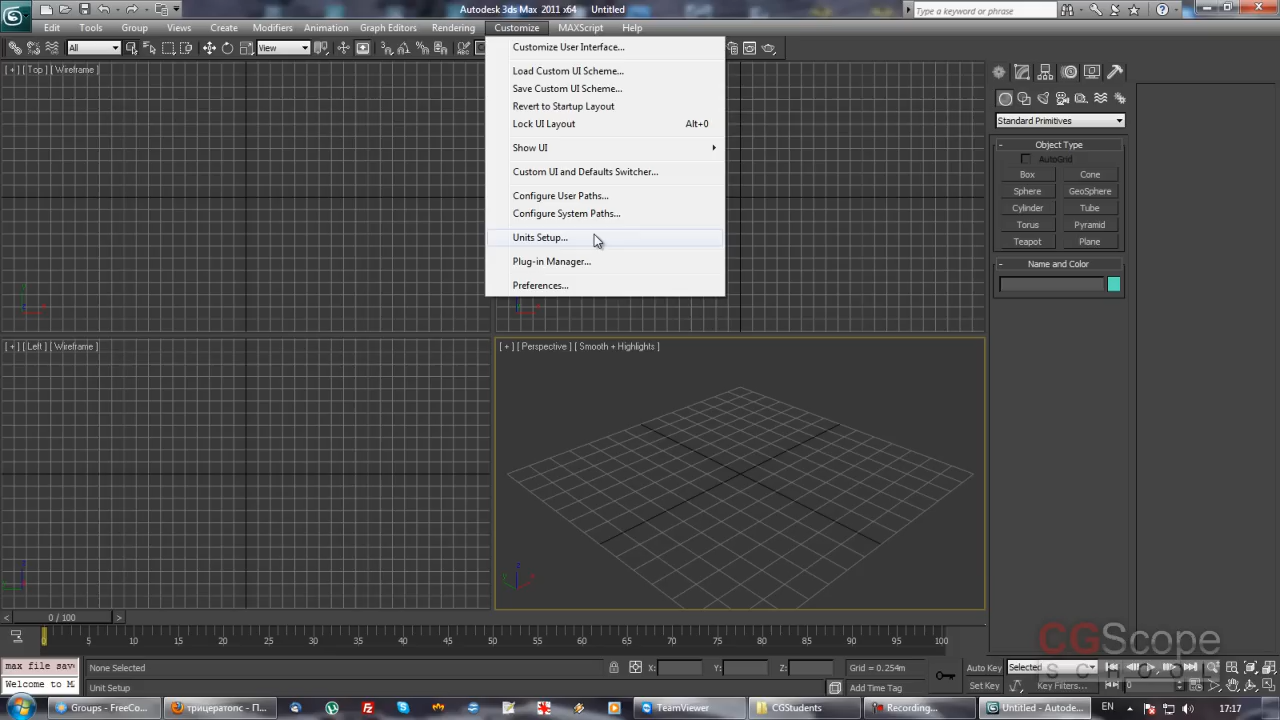 Autodesk 3ds Max 2011 x64 Untitled
Type a keyword or phrase
Edit Tools Group Views Create Modifiers Animation Graph Editors Rendering Customize MAXScript Help
All
View
Customize User Interface...
Load Custom UI Scheme...
Save Custom UI Scheme...
Revert to Startup Layout
Lock UI Layout Alt+0
Show UI
Custom UI and Defaults Switcher...
Configure User Paths...
Configure System Paths...
Units Setup...
Plug-in Manager...
Preferences...
[ + ] [ Top ] [ Wireframe ]
Standard Primitives
- Object Type
AutoGrid
Box Cone
Sphere GeoSphere
Cylinder Tube
Torus Pyramid
Teapot Plane
- Name and Color
[ + ] [ Left ] [ Wireframe ]
[ + ] [ Perspective ] [ Smooth + Highlights ]
< 0 / 100 >
0 5 10 15 20 25 30 35 40 45 50 55 60 65 70 75 80 85 90 95 100
CGScope
SCHOOL
max file sav
Welcome to M
None Selected
Unit Setup
X: Y: Z: Grid = 0.254m
Add Time Tag
Auto Key Selected
Set Key Key Filters... 0
Groups - FreeCo... трицератопс - П... TeamViewer CGStudents Recording... Untitled - Autode... EN 17:17